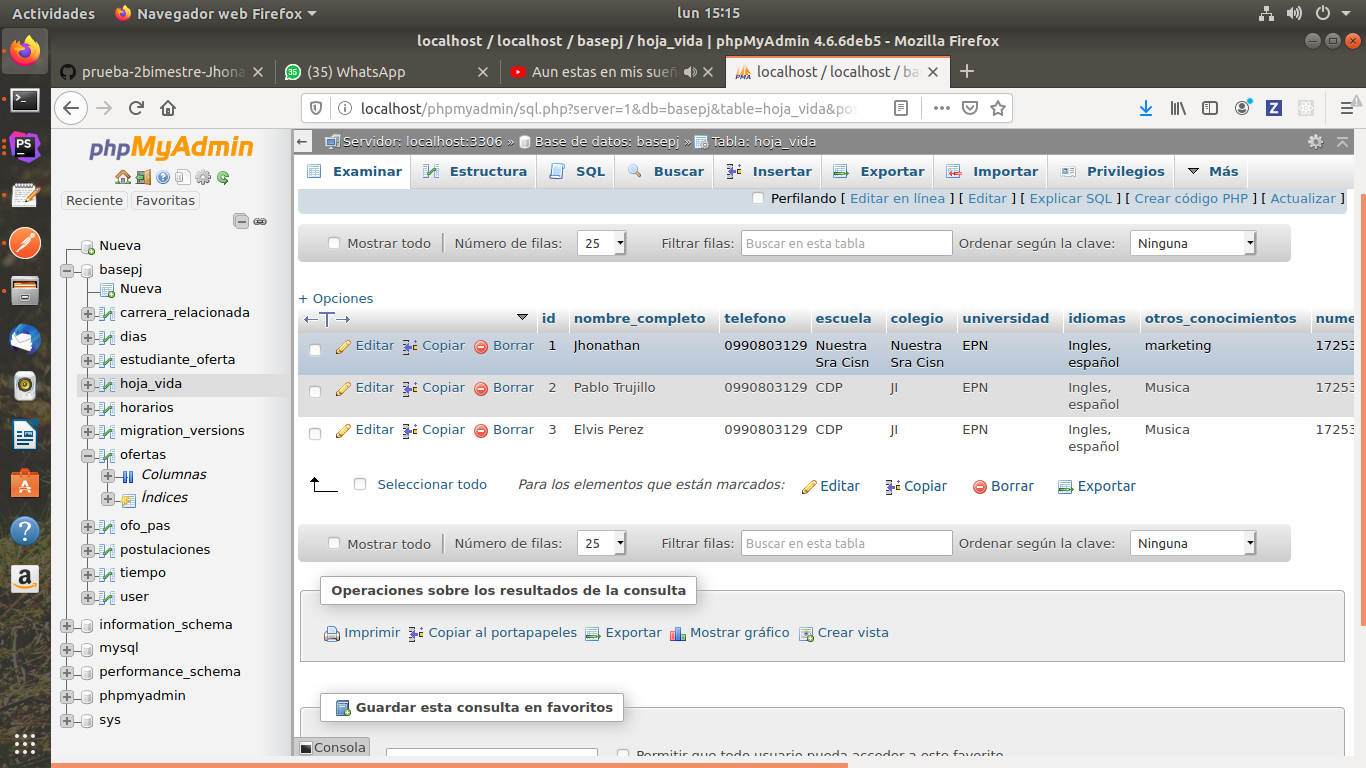 Actividades Navegador web Firefox lun 15:15
localhost / localhost / basepj / hoja_vida | phpMyAdmin 4.6.6deb5 - Mozilla Firefox
prueba-2bimestre-Jhona (35) WhatsApp Aun estas en mis sueñ localhost / localhost / ba
localhost/phpmyadmin/sql.php?server=1&db=basepj&table=hoja_vida&pos
phpMyAdmin
Reciente Favoritas
Nueva
basepj
Nueva
carrera_relacionada
dias
estudiante_oferta
hoja_vida
horarios
migration_versions
ofertas
Columnas
Índices
ofo_pas
postulaciones
tiempo
user
information_schema
mysql
performance_schema
phpmyadmin
sys
Servidor: localhost:3306 » Base de datos: basepj » Tabla: hoja_vida
Examinar Estructura SQL Buscar Insertar Exportar Importar Privilegios Más
Perfilando [ Editar en línea ] [ Editar ] [ Explicar SQL ] [ Crear código PHP ] [ Actualizar ]
Mostrar todo Número de filas: 25 Filtrar filas: Buscar en esta tabla Ordenar según la clave: Ninguna
+ Opciones
id nombre_completo telefono escuela colegio universidad idiomas otros_conocimientos nume
Editar Copiar Borrar 1 Jhonathan 0990803129 Nuestra Nuestra EPN Ingles, marketing 17253
Sra Cisn Sra Cisn español
Editar Copiar Borrar 2 Pablo Trujillo 0990803129 CDP JI EPN Ingles, Musica 17253
español
Editar Copiar Borrar 3 Elvis Perez 0990803129 CDP JI EPN Ingles, Musica 17253
español
Seleccionar todo Para los elementos que están marcados: Editar Copiar Borrar Exportar
Mostrar todo Número de filas: 25 Filtrar filas: Buscar en esta tabla Ordenar según la clave: Ninguna
Operaciones sobre los resultados de la consulta
Imprimir Copiar al portapapeles Exportar Mostrar gráfico Crear vista
Guardar esta consulta en favoritos
Consola
Permitir que todo usuario pueda acceder a este favorito